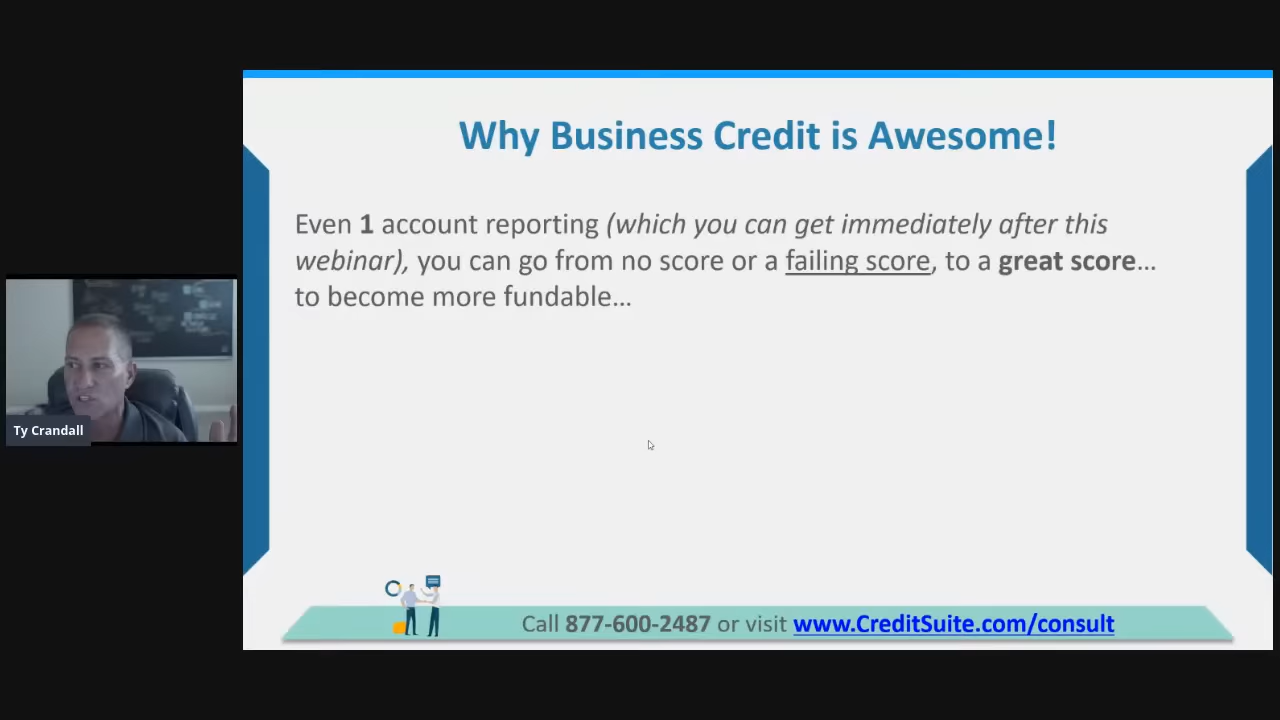 Why Business Credit is Awesome!
Even 1 account reporting (which you can get immediately after this
webinar), you can go from no score or a failing score, to a great score…
to become more fundable…
Ty Crandall
Call 877-600-2487 or visit www.CreditSuite.com/consult